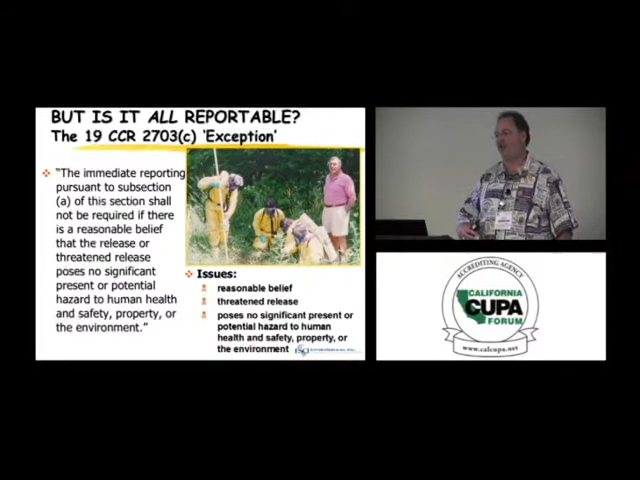 BUT IS IT ALL REPORTABLE?
The 19 CCR 2703(c) ‘Exception’
“The immediate reporting
pursuant to subsection
(a) of this section shall
not be required if there
is a reasonable belief
that the release or
threatened release
poses no significant
present or potential
hazard to human health
and safety, property, or
the environment.”
Issues:
reasonable belief
threatened release
poses no significant present or
potential hazard to human
health and safety, property, or
the environment
ACCREDITING AGENCY
CALIFORNIA
CUPA
FORUM
www.calcupa.net